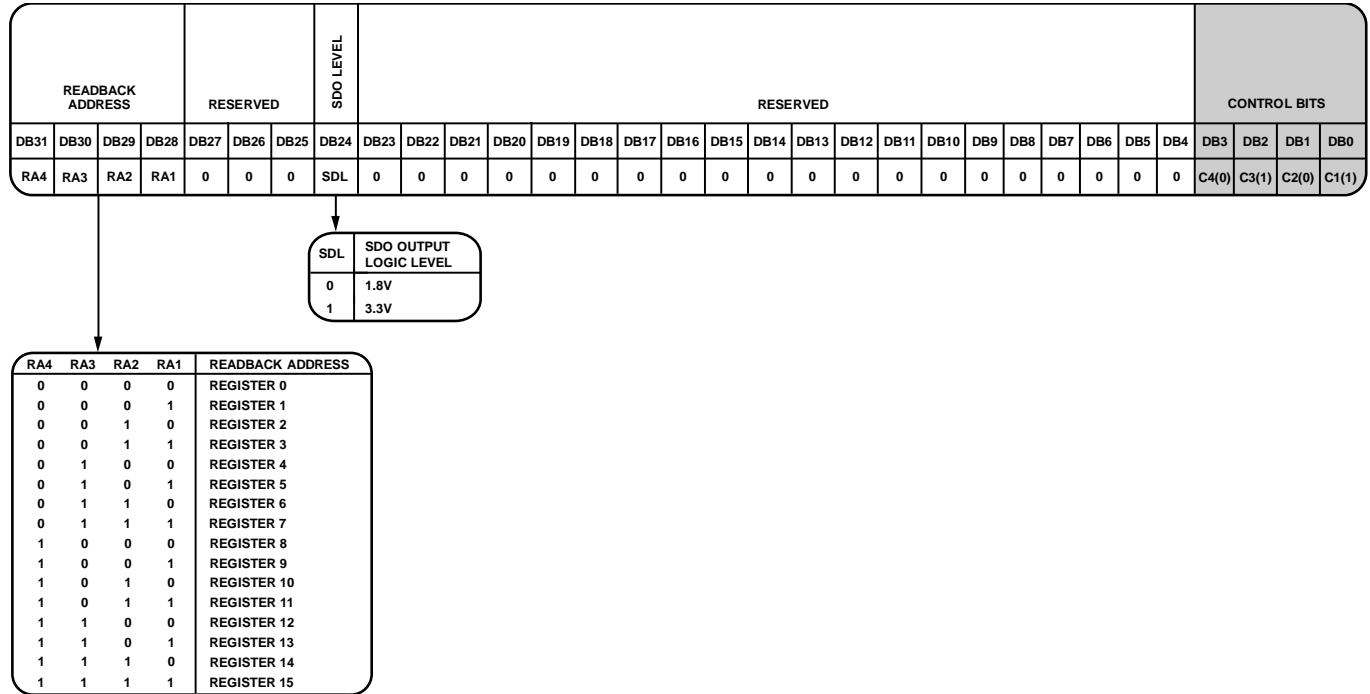 READBACK
ADDRESS
RESERVED
SDO LEVEL
RESERVED
CONTROL BITS
DB31 DB30 DB29 DB28 DB27 DB26 DB25 DB24 DB23 DB22 DB21 DB20 DB19 DB18 DB17 DB16 DB15 DB14 DB13 DB12 DB11 DB10 DB9 DB8 DB7 DB6 DB5 DB4 DB3 DB2 DB1 DB0
RA4 RA3 RA2 RA1 0 0 0 SDL 0 0 0 0 0 0 0 0 0 0 0 0 0 0 0 0 0 0 0 0 C4(0) C3(1) C2(0) C1(1)
SDL SDO OUTPUT
LOGIC LEVEL
0 1.8V
1 3.3V
RA4 RA3 RA2 RA1 READBACK ADDRESS
0 0 0 0 REGISTER 0
0 0 0 1 REGISTER 1
0 0 1 0 REGISTER 2
0 0 1 1 REGISTER 3
0 1 0 0 REGISTER 4
0 1 0 1 REGISTER 5
0 1 1 0 REGISTER 6
0 1 1 1 REGISTER 7
1 0 0 0 REGISTER 8
1 0 0 1 REGISTER 9
1 0 1 0 REGISTER 10
1 0 1 1 REGISTER 11
1 1 0 0 REGISTER 12
1 1 0 1 REGISTER 13
1 1 1 0 REGISTER 14
1 1 1 1 REGISTER 15